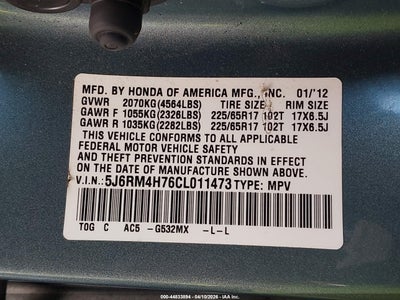 MFD. BY HONDA OF AMERICA MFG., INC. 01/'12
GVWR 2070KG(4564LBS) TIRE SIZE RIM SIZE
GAWR F 1055KG(2326LBS) 225/65R17 102T 17X6.5J
GAWR R 1035KG(2282LBS) 225/65R17 102T 17X6.5J
THIS VEHICLE CONFORMS TO ALL APPLICABLE
FEDERAL MOTOR VEHICLE SAFETY
AND THEFT PREVENTION STANDARDS IN EFFECT
ON THE DATE OF MANUFACTURE SHOWN ABOVE.
V.I.N:5J6RM4H76CL011473 TYPE: MPV
TOG C AC5 -G532MX -L-L
000-44833894 - 04/10/2026 - IAA Inc.